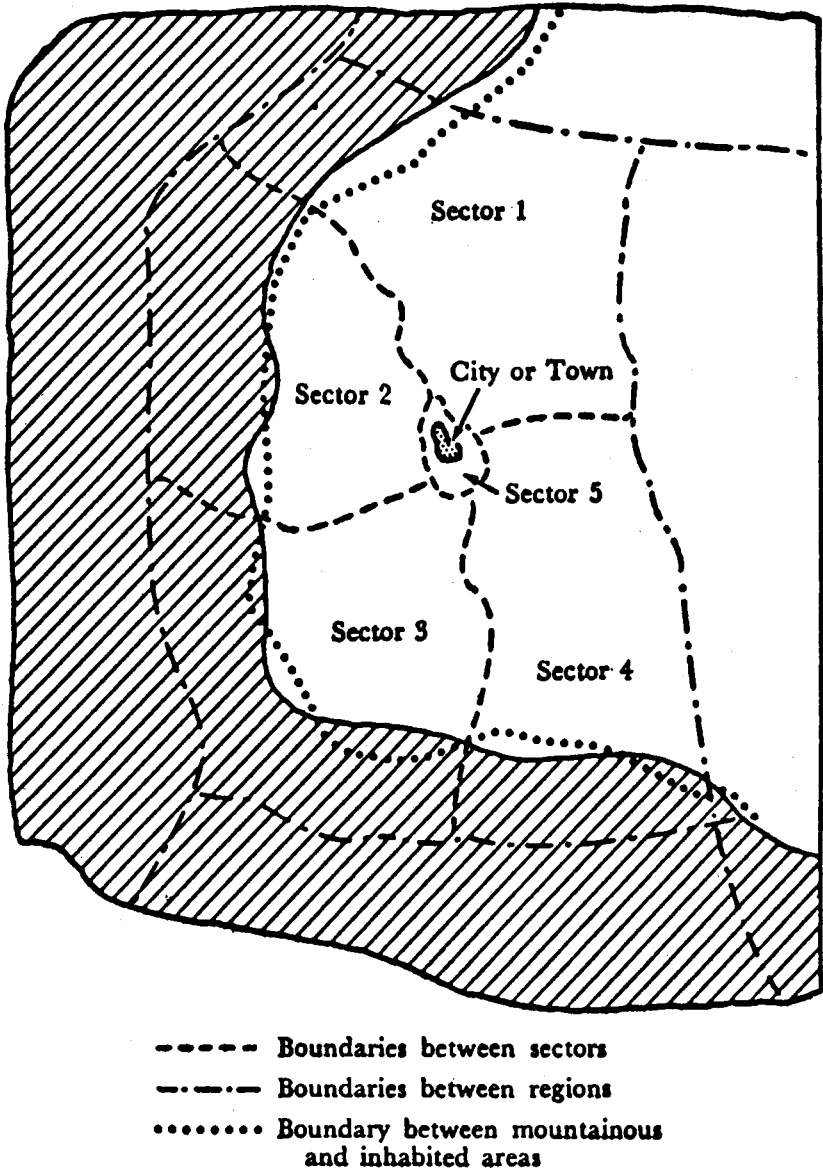 Sector 1
City or Town
Sector 2
Sector 5
Sector 3
Sector 4
Boundaries between sectors
Boundaries between regions
Boundary between mountainous
and inhabited areas